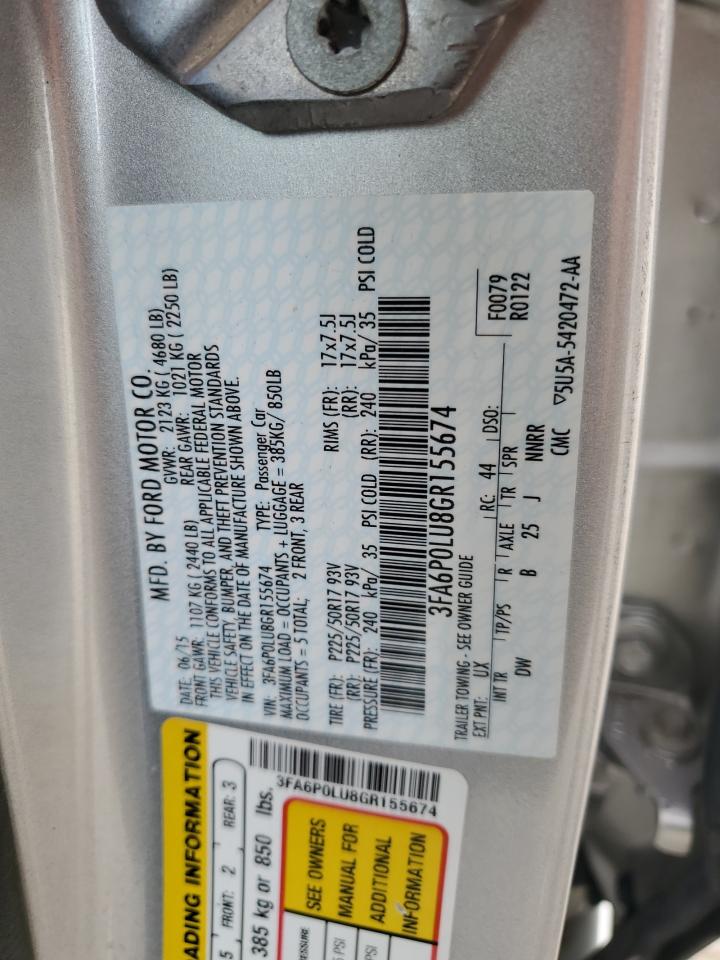 MFD. BY FORD MOTOR CO.
DATE: 06/15 GVWR: 2123 KG ( 4680 LB)
FRONT GAWR: 1107 KG ( 2440 LB) REAR GAWR: 1021 KG ( 2250 LB)
THIS VEHICLE CONFORMS TO ALL APPLICABLE FEDERAL MOTOR
VEHICLE SAFETY, BUMPER, AND THEFT PREVENTION STANDARDS
IN EFFECT ON THE DATE OF MANUFACTURE SHOWN ABOVE.
VIN: 3FA6P0LU8GR155674 TYPE: Passenger Car
MAXIMUM LOAD = OCCUPANTS + LUGGAGE = 385KG/ 850LB
OCCUPANTS = 5 TOTAL; 2 FRONT, 3 REAR
TIRE (FR): P225/50R17 93V RIMS (FR): 17x7.5J
(RR): P225/50R17 93V (RR): 17x7.5J
PRESSURE (FR): 240 kPa/ 35 PSI COLD (RR): 240 kPa/ 35 PSI COLD
3FA6P0LU8GR155674
TRAILER TOWING - SEE OWNER GUIDE
EXT PNT: UX RC: 44 DSO: F0079
INT TR TP/PS R AXLE TR SPR R0122
DW B 25 J NNRR
CMC ▽5U5A-5420472-AA
ADING INFORMATION
5 FRONT: 2 REAR: 3
385 kg or 850 lbs.
3FA6P0LU8GR155674
SEE OWNERS
MANUAL FOR
ADDITIONAL
INFORMATION
PSI
PSI